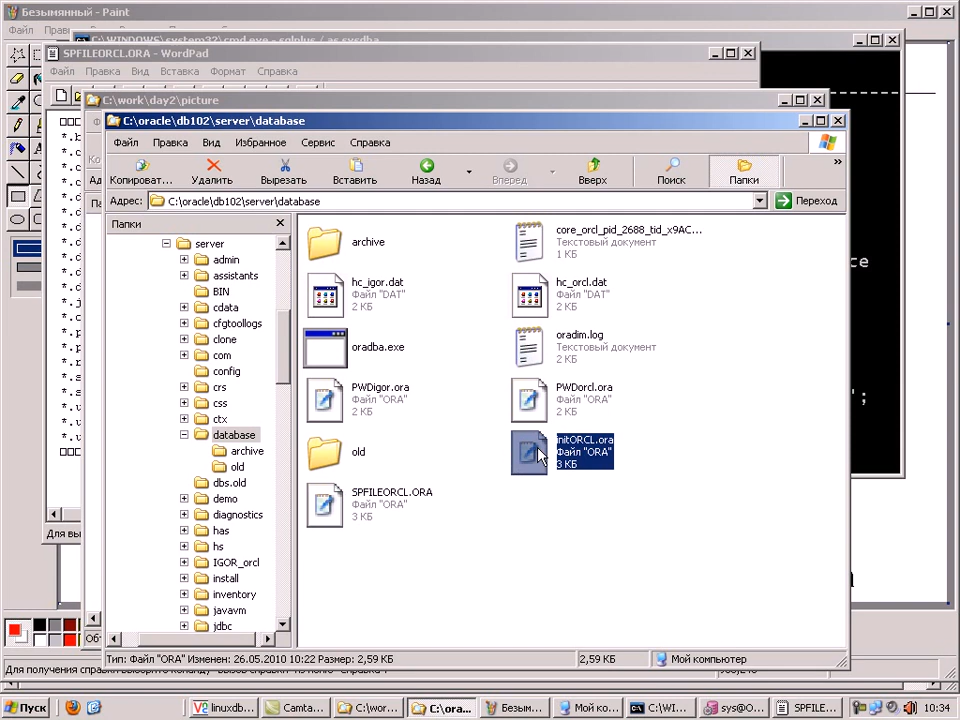 Безымянный - Paint
Файл
C:\WINDOWS\system32\cmd.exe - sqlplus / as sysdba
SPFILEORCL.ORA - WordPad
Файл Правка Вид Вставка Формат Справка
C:\work\day2\picture
C:\oracle\db102\server\database
Файл Правка Вид Избранное Сервис Справка
Копироват... Удалить Вырезать Вставить Назад Вперед Вверх Поиск Папки
Адрес: C:\oracle\db102\server\database Переход
Папки
server
admin
assistants
BIN
cdata
cfgtoollogs
clone
com
config
crs
css
ctx
database
archive
old
dbs.old
demo
diagnostics
has
hs
IGOR_orcl
install
inventory
javavm
jdbc
archive
core_orcl_pid_2688_tid_x9AC...
Текстовый документ
1 КБ
hc_igor.dat
Файл "DAT"
2 КБ
hc_orcl.dat
Файл "DAT"
2 КБ
oradba.exe
oradim.log
Текстовый документ
2 КБ
PWDigor.ora
Файл "ORA"
2 КБ
PWDorcl.ora
Файл "ORA"
2 КБ
old
initORCL.ora
Файл "ORA"
3 КБ
SPFILEORCL.ORA
Файл "ORA"
3 КБ
Тип: Файл "ORA" Изменен: 26.05.2010 10:22 Размер: 2,59 КБ 2,59 КБ Мой компьютер
Пуск linuxdb... Camta... C:\wor... C:\ora... Безым... Мой ко... C:\WI... sys@O... SPFILE... 10:34